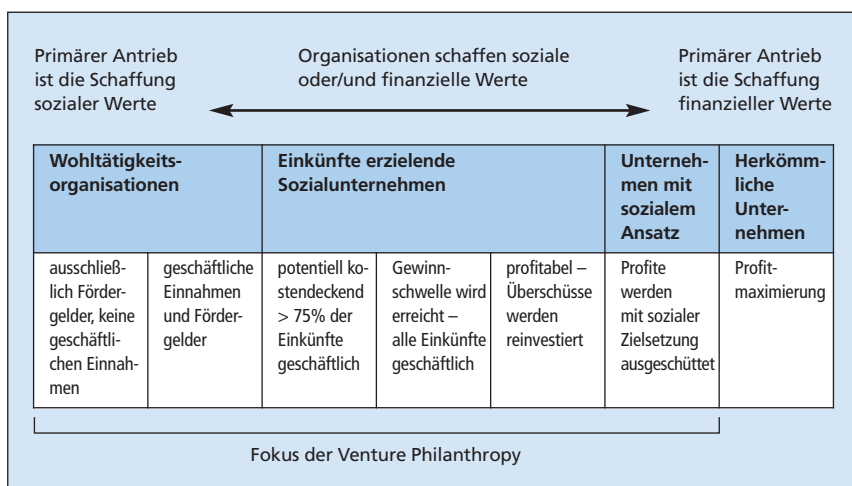 Primärer Antrieb
ist die Schaffung
sozialer Werte
Organisationen schaffen soziale
oder/und finanzielle Werte
Primärer Antrieb
ist die Schaffung
finanzieller Werte
Wohltätigkeits-
organisationen
Einkünfte erzielende
Sozialunternehmen
Unterneh-
men mit
sozialem
Ansatz
Herkömm-
liche
Unter-
nehmen
ausschließ-
lich Förder-
gelder, keine
geschäftli-
chen Einnah-
men
geschäftliche
Einnahmen
und Förder-
gelder
potentiell ko-
stendeckend
> 75% der
Einkünfte
geschäftlich
Gewinn-
schwelle wird
erreicht –
alle Einkünfte
geschäftlich
profitabel –
Überschüsse
werden
reinvestiert
Profite
werden
mit sozialer
Zielsetzung
ausgeschüttet
Profit-
maximierung
Fokus der Venture Philanthropy